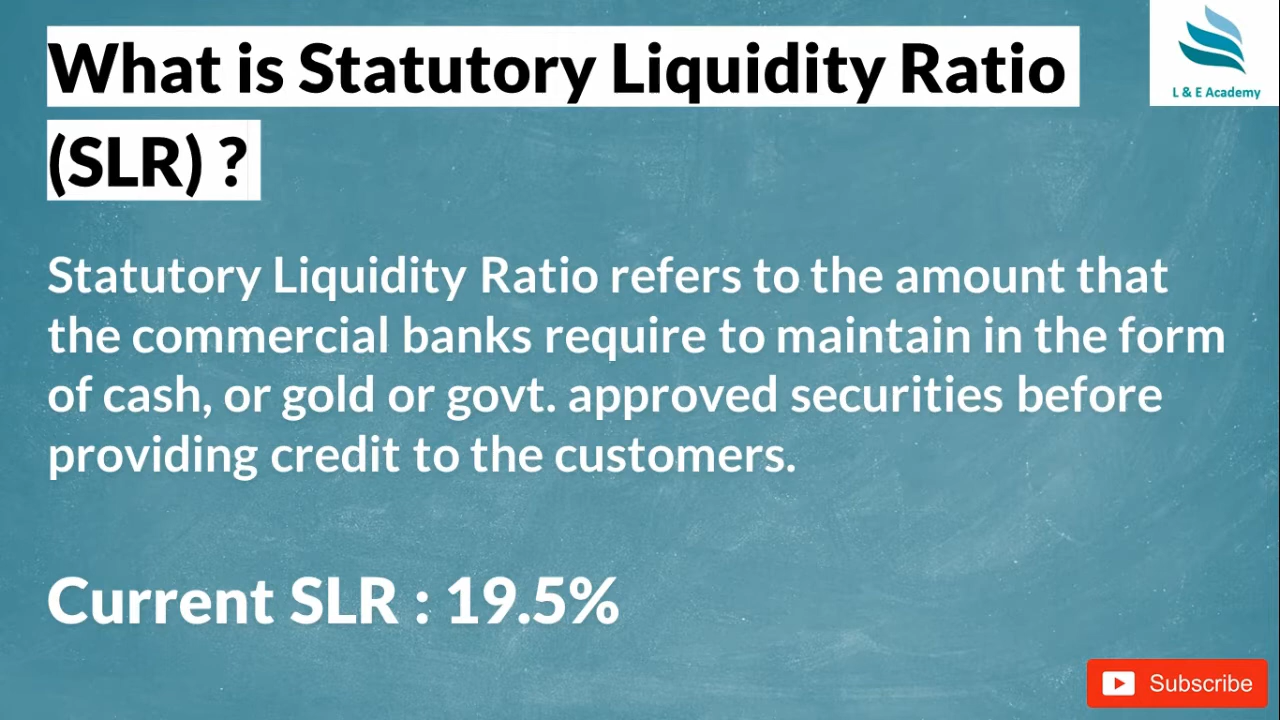 What is Statutory Liquidity Ratio
(SLR) ?
L & E Academy
Statutory Liquidity Ratio refers to the amount that
the commercial banks require to maintain in the form
of cash, or gold or govt. approved securities before
providing credit to the customers.
Current SLR : 19.5%
Subscribe